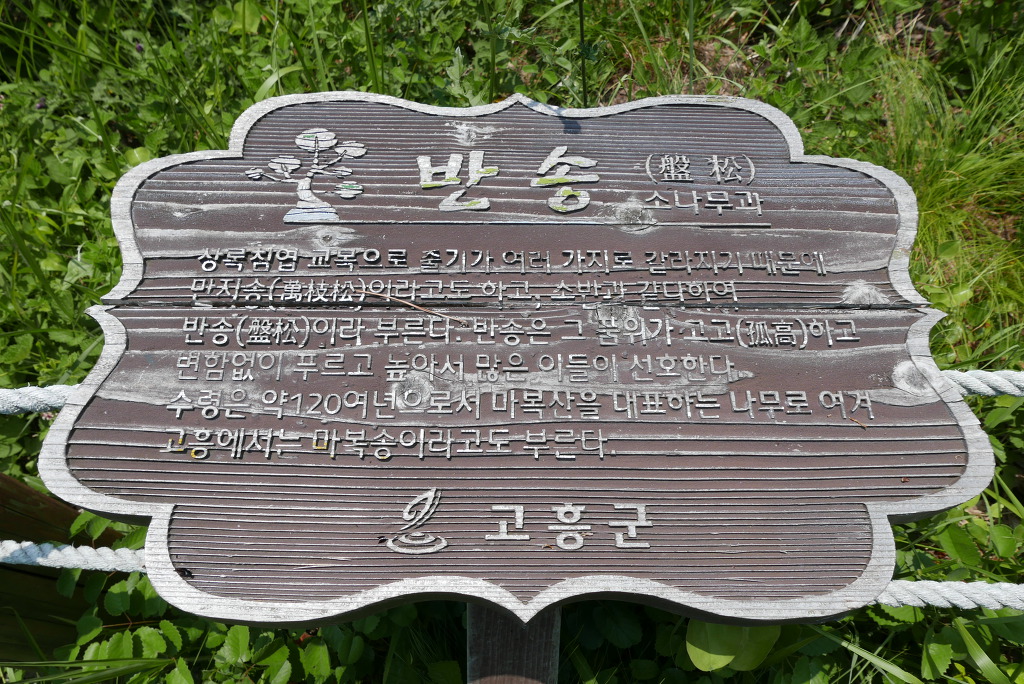 반송 (盤 松)
소나무과
상록침엽 교목으로 줄기가 여러 가지로 갈라지기 때문에
만지송(萬枝松)이라고도 하고, 소반과 같다하여
반송(盤松)이라 부른다. 반송은 그 품위가 고고(孤高)하고
변함없이 푸르고 높아서 많은 이들이 선호한다.
수령은 약120여년으로서 마복산을 대표하는 나무로 여겨
고흥에서는 마복송이라고도 부른다.
고흥군